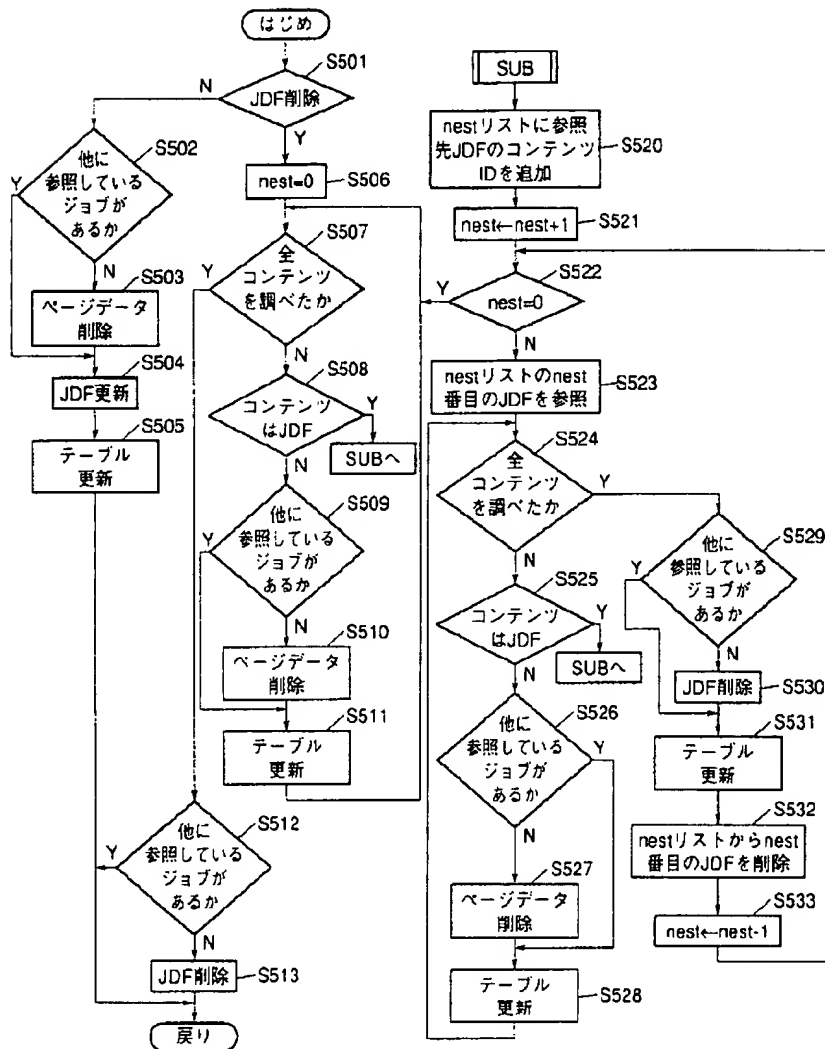 はじめ
S501
JDF削除
N
Y
S502
他に
参照している
ジョブが
あるか
Y
N
S503
ページデータ
削除
S504
JDF更新
S505
テーブル
更新
nest=0
S506
S507
全
コンテンツ
を調べたか
Y
N
S508
コンテンツ
はJDF
Y
N
SUBへ
S509
他に
参照している
ジョブが
あるか
Y
N
S510
ページデータ
削除
S511
テーブル
更新
S512
他に
参照している
ジョブが
あるか
Y
N
JDF削除
S513
戻り
SUB
nestリストに参照
先JDFのコンテンツ
IDを追加
S520
nest←nest+1
S521
S522
nest=0
Y
N
nestリストのnest
番目のJDFを参照
S523
S524
全
コンテンツ
を調べたか
Y
N
S525
コンテンツ
はJDF
Y
N
SUBへ
S526
他に
参照している
ジョブが
あるか
Y
N
S527
ページデータ
削除
テーブル
更新
S528
S529
他に
参照している
ジョブが
あるか
Y
N
JDF削除
S530
S531
テーブル
更新
S532
nestリストからnest
番目のJDFを削除
S533
nest←nest-1